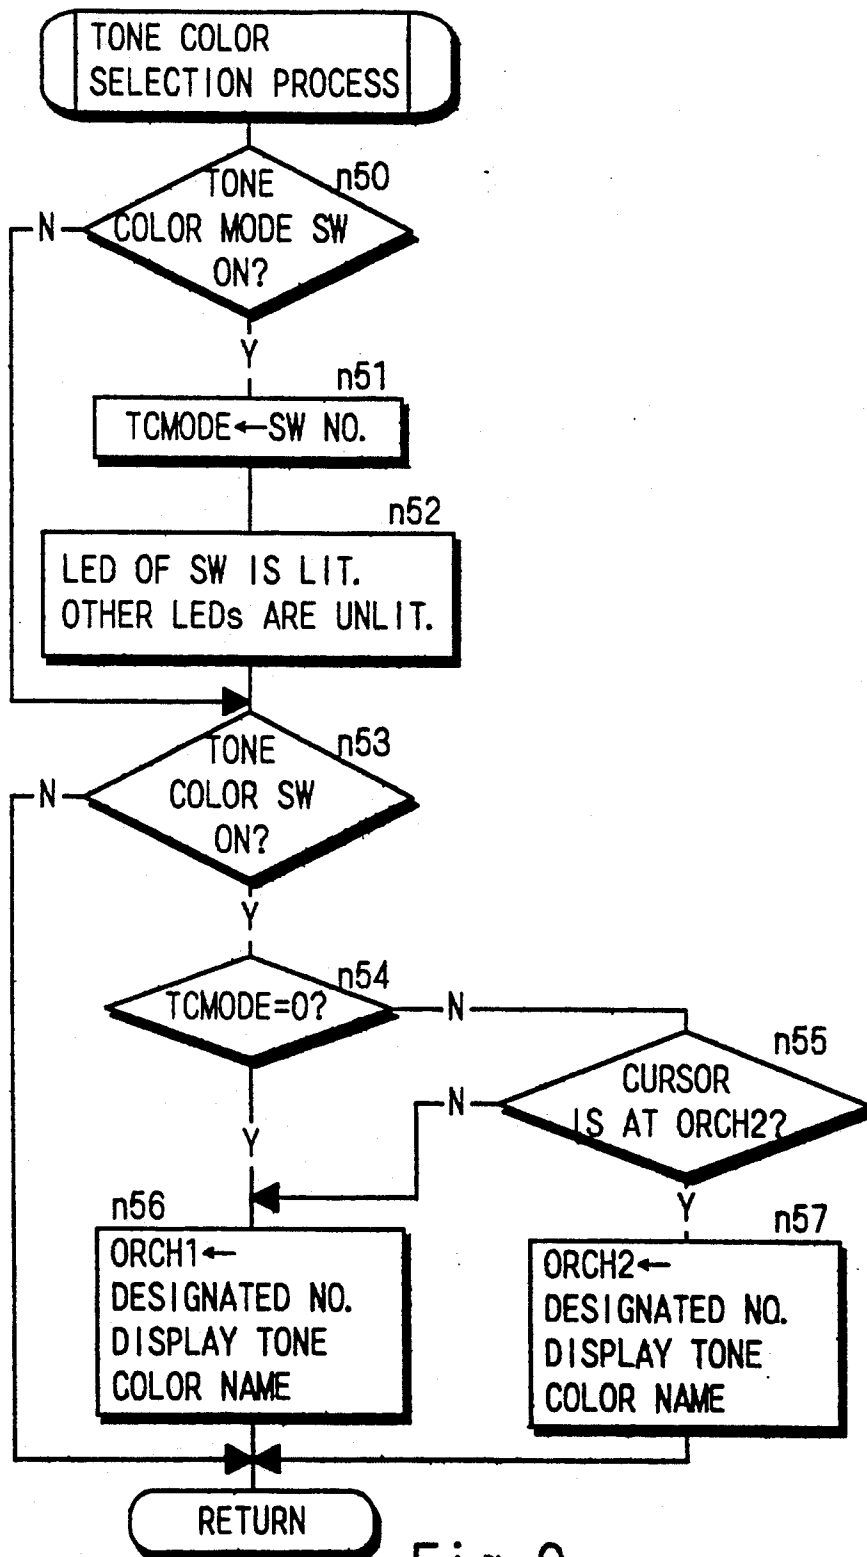 TONE COLOR
SELECTION PROCESS
n50
TONE
COLOR MODE SW
ON?
N
Y
n51
TCMODE←SW NO.
n52
LED OF SW IS LIT.
OTHER LEDs ARE UNLIT.
n53
TONE
COLOR SW
ON?
N
Y
n54
TCMODE=0?
N
n55
CURSOR
IS AT ORCH2?
N
Y
Y
n56
ORCH1←
DESIGNATED NO.
DISPLAY TONE
COLOR NAME
n57
ORCH2←
DESIGNATED NO.
DISPLAY TONE
COLOR NAME
RETURN